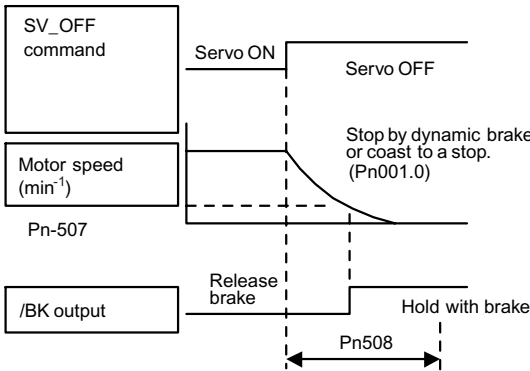 SV_OFF
command
Servo ON
Servo OFF
Motor speed
(min-1)
Stop by dynamic brake
or coast to a stop.
(Pn001.0)
Pn-507
/BK output
Release
brake
Hold with brake
Pn508